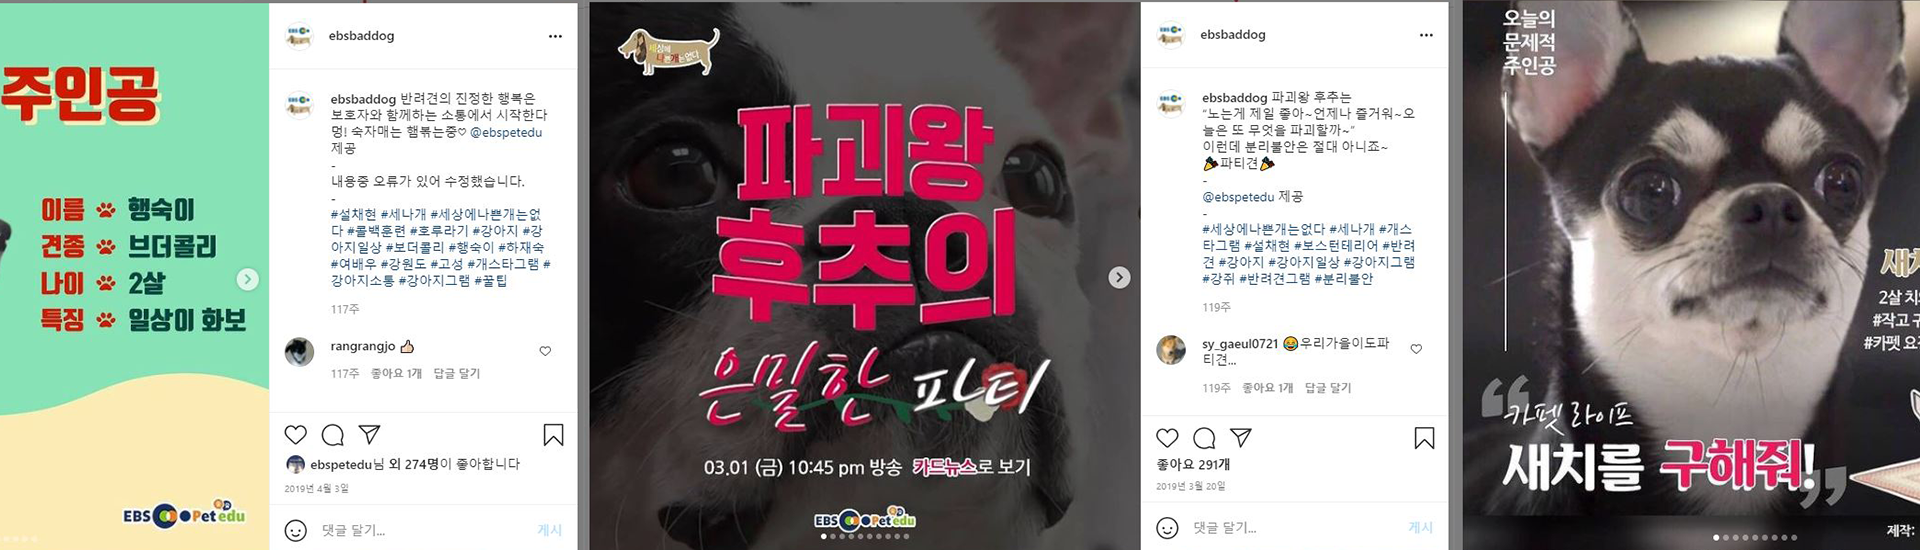 주인공
이름 행숙이
견종 브더콜리
나이 2살
특징 일상이 화보
EBS Pet edu
ebsbaddog
ebsbaddog 반려견의 진정한 행복은
보호자와 함께하는 소통에서 시작한다
멍! 숙자매는 햄볶는중♡ @ebspetedu
제공
-
내용중 오류가 있어 수정했습니다.
-
#설채현 #세나개 #세상에나쁜개는없
다 #콜백훈련 #호루라기 #강아지 #강
아지일상 #보더콜리 #행숙이 #하재숙
#여배우 #강원도 #고성 #개스타그램 #
강아지소통 #강아지그램 #꿀팁
117주
rangrangjo 👍🏻
117주 좋아요 1개 답글 달기
ebspetedu님 외 274명이 좋아합니다
2019년 4월 3일
댓글 달기...
게시
세상에
나쁜개는없다
파괴왕
후추의
은밀한 파티
03.01 (금) 10:45 pm 방송 카드뉴스로 보기
EBS Pet edu
ebsbaddog
ebsbaddog 파괴왕 후추는
“노는게 제일 좋아~언제나 즐거워~오
늘은 또 무엇을 파괴할까~”
이런데 분리불안은 절대 아니죠~
🎉파티견🎉
-
@ebspetedu 제공
-
#세상에나쁜개는없다 #세나개 #개스
타그램 #설채현 #보스턴테리어 #반려
견 #강아지 #강아지일상 #강아지그램
#강쥐 #반려견그램 #분리불안
119주
sy_gaeul0721 😂우리가을이도파
티견...
119주 좋아요 1개 답글 달기
좋아요 291개
2019년 3월 20일
댓글 달기...
게시
오늘의
문제적
주인공
새치
2살 치와
#작고 구
#카펫 요
“카펫 라이프
새치를 구해줘!”
제작: